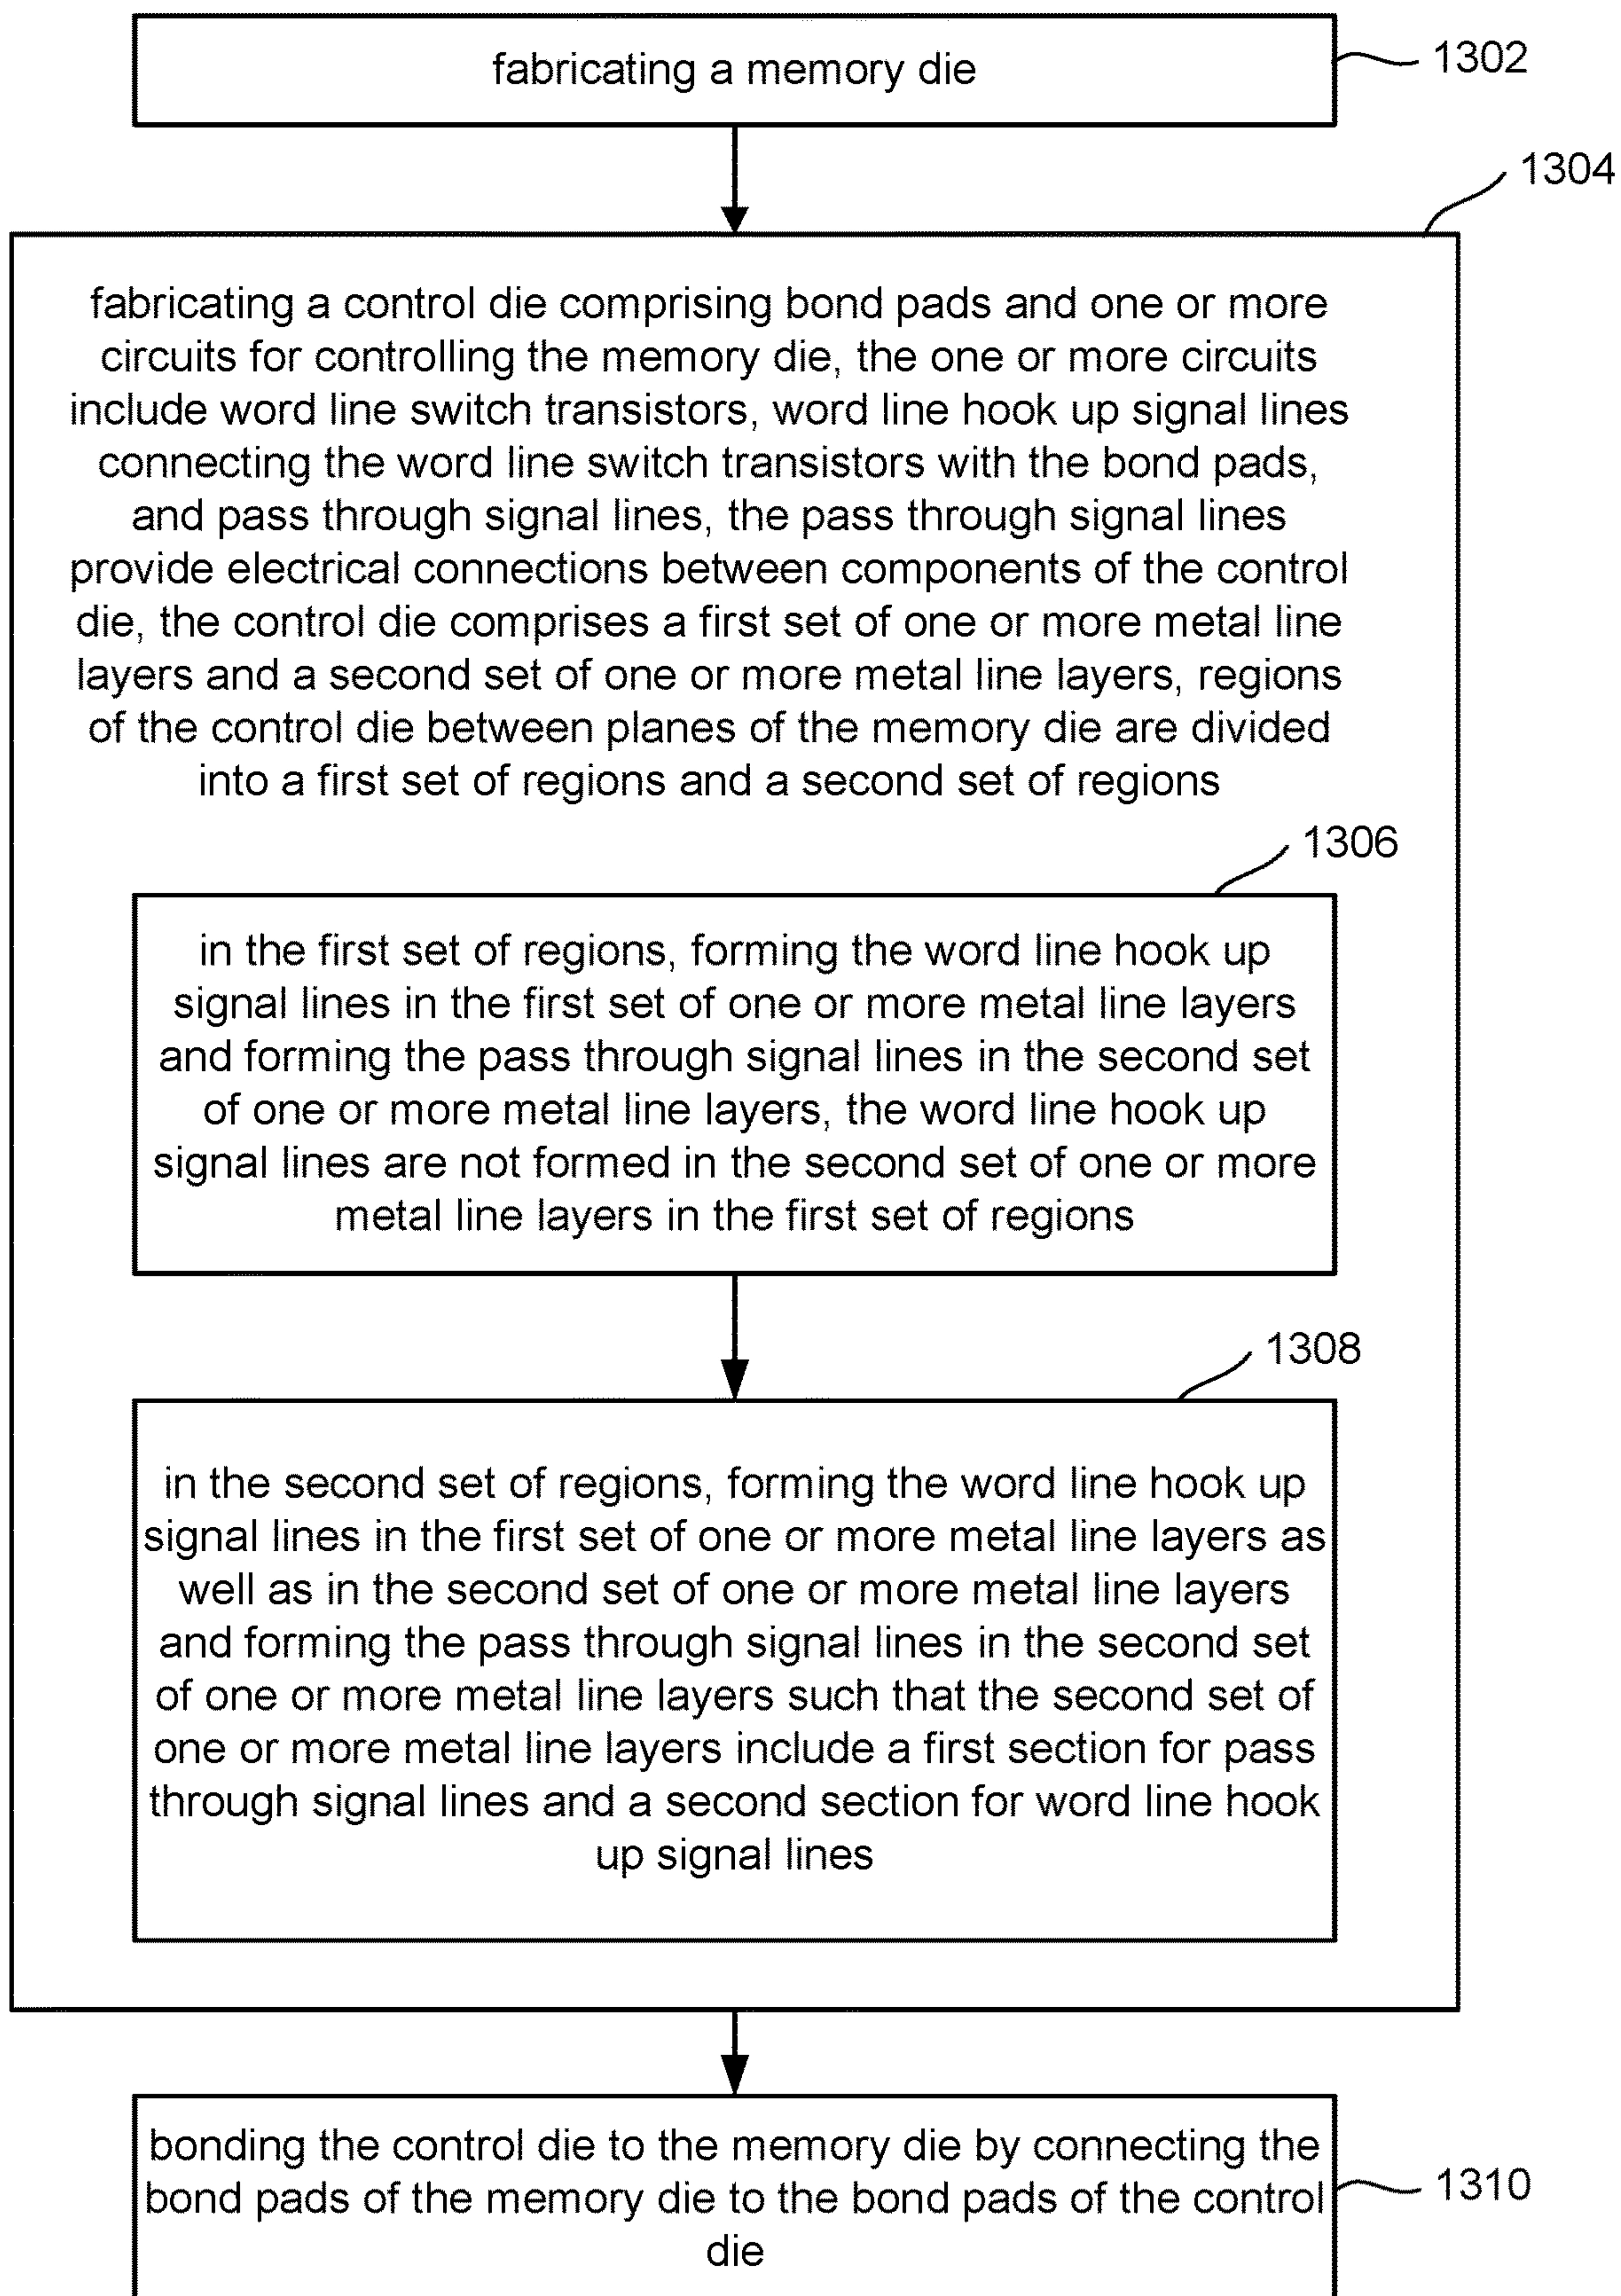 fabricating a memory die
1302
1304
fabricating a control die comprising bond pads and one or more
circuits for controlling the memory die, the one or more circuits
include word line switch transistors, word line hook up signal lines
connecting the word line switch transistors with the bond pads,
and pass through signal lines, the pass through signal lines
provide electrical connections between components of the control
die, the control die comprises a first set of one or more metal line
layers and a second set of one or more metal line layers, regions
of the control die between planes of the memory die are divided
into a first set of regions and a second set of regions
1306
in the first set of regions, forming the word line hook up
signal lines in the first set of one or more metal line layers
and forming the pass through signal lines in the second set
of one or more metal line layers, the word line hook up
signal lines are not formed in the second set of one or more
metal line layers in the first set of regions
1308
in the second set of regions, forming the word line hook up
signal lines in the first set of one or more metal line layers as
well as in the second set of one or more metal line layers
and forming the pass through signal lines in the second set
of one or more metal line layers such that the second set of
one or more metal line layers include a first section for pass
through signal lines and a second section for word line hook
up signal lines
bonding the control die to the memory die by connecting the
bond pads of the memory die to the bond pads of the control
die
1310